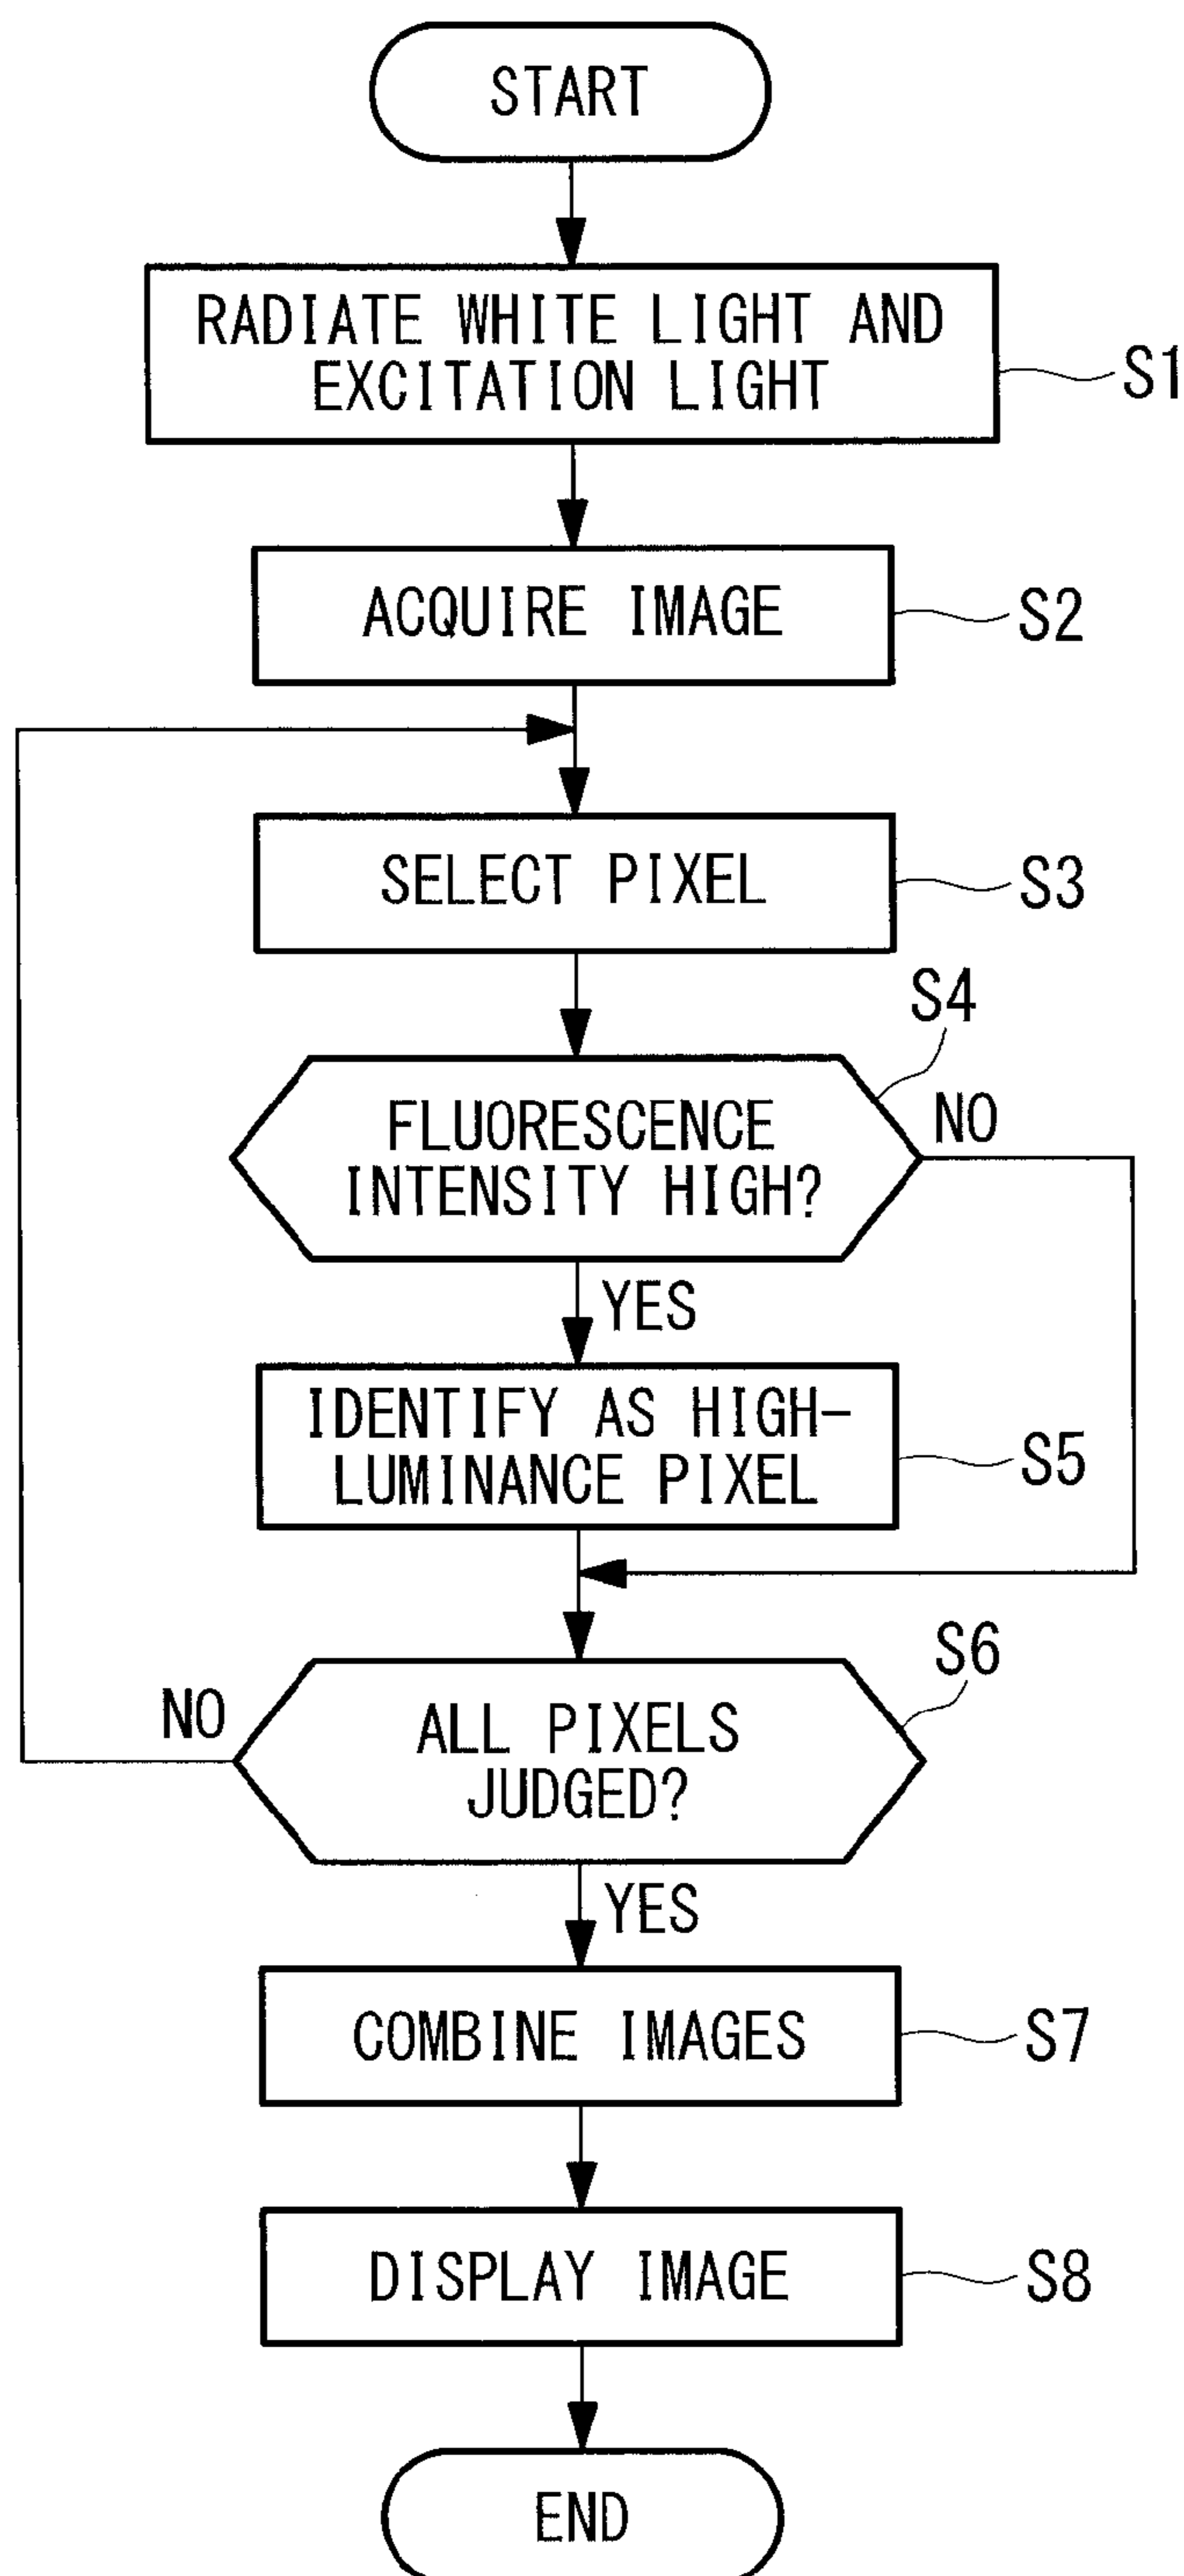 START
RADIATE WHITE LIGHT AND
EXCITATION LIGHT
S1
ACQUIRE IMAGE
S2
SELECT PIXEL
S3
S4
FLUORESCENCE
INTENSITY HIGH?
NO
YES
IDENTIFY AS HIGH-
LUMINANCE PIXEL
S5
S6
NO
ALL PIXELS
JUDGED?
YES
COMBINE IMAGES
S7
DISPLAY IMAGE
S8
END